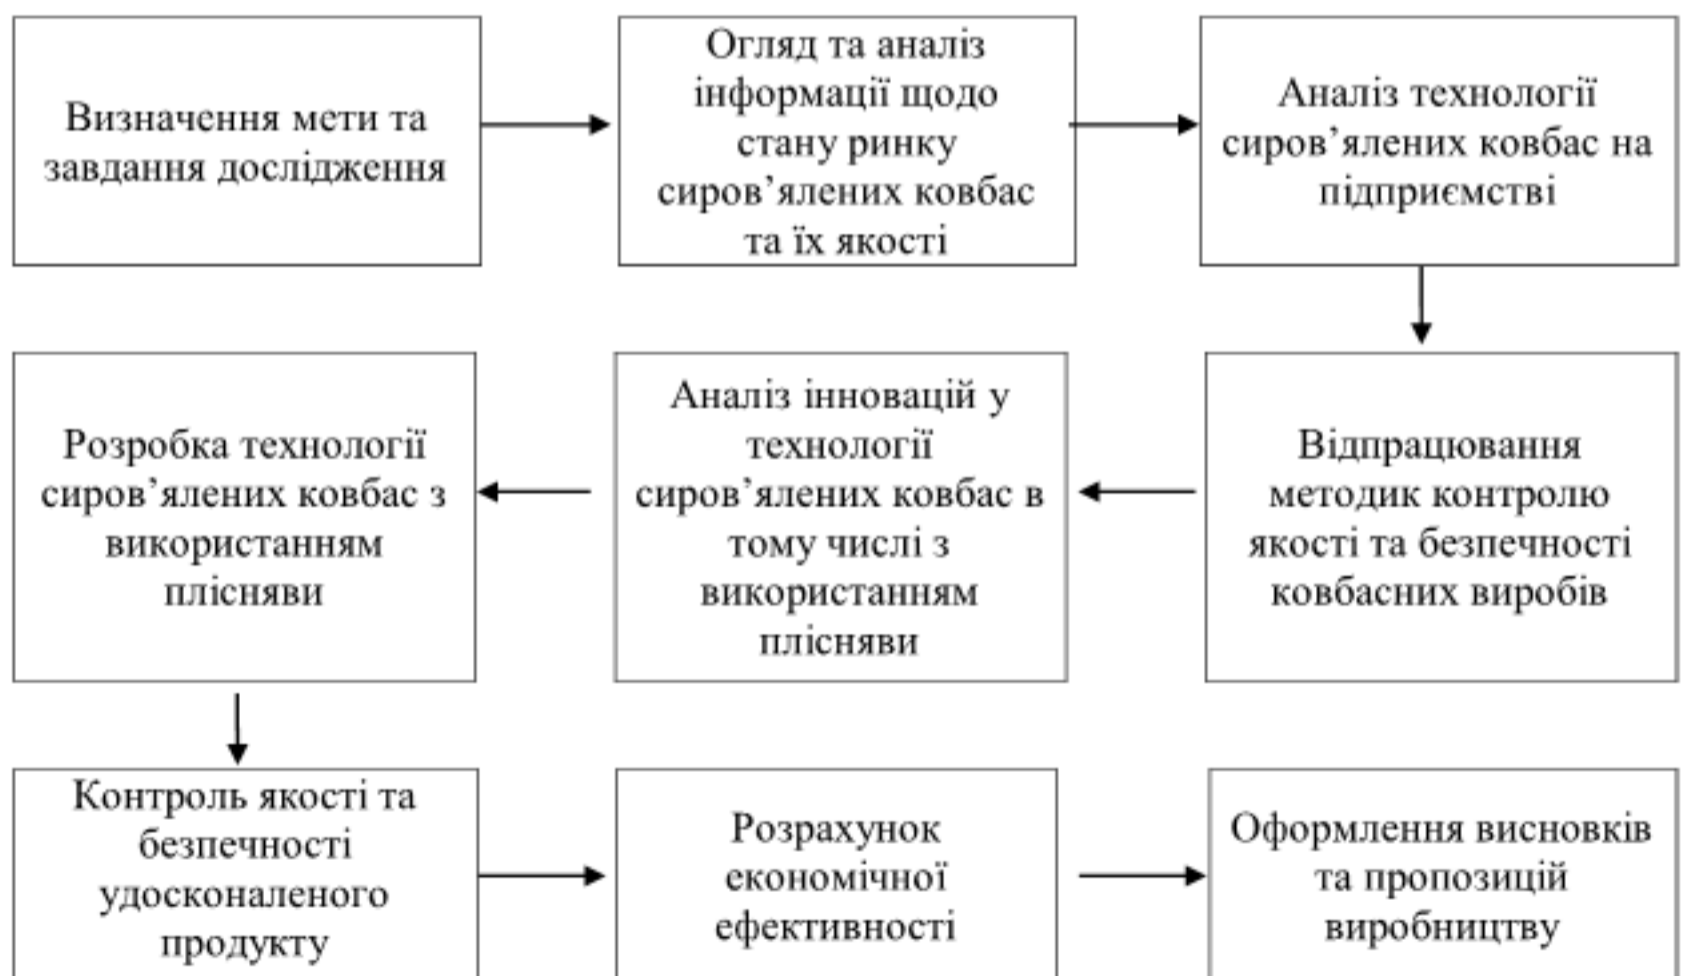 Визначення мети та
завдання дослідження
Огляд та аналіз
інформації щодо
стану ринку
сиров’ялених ковбас
та їх якості
Аналіз технології
сиров’ялених ковбас на
підприємстві
Відпрацювання
методик контролю
якості та безпечності
ковбасних виробів
Аналіз інновацій у
технології
сиров’ялених ковбас в
тому числі з
використанням
плісняви
Розробка технології
сиров’ялених ковбас з
використанням
плісняви
Контроль якості та
безпечності
удосконаленого
продукту
Розрахунок
економічної
ефективності
Оформлення висновків
та пропозицій
виробництву